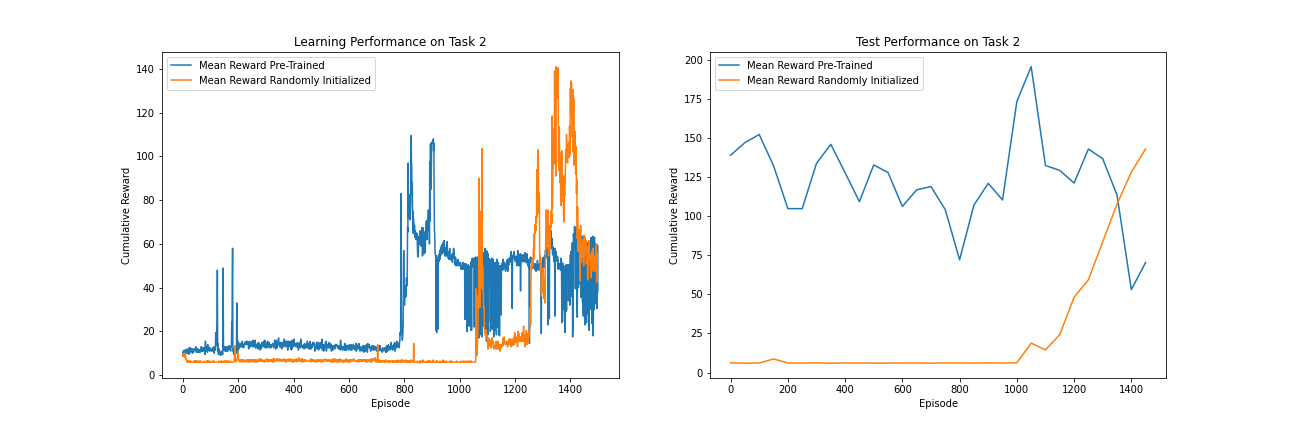 Learning Performance on Task 2
Mean Reward Pre-Trained
Mean Reward Randomly Initialized
140
120
100
80
60
40
20
0
Cumulative Reward
0 200 400 600 800 1000 1200 1400
Episode
Test Performance on Task 2
Mean Reward Pre-Trained
Mean Reward Randomly Initialized
200
175
150
125
100
75
50
25
0
Cumulative Reward
0 200 400 600 800 1000 1200 1400
Episode